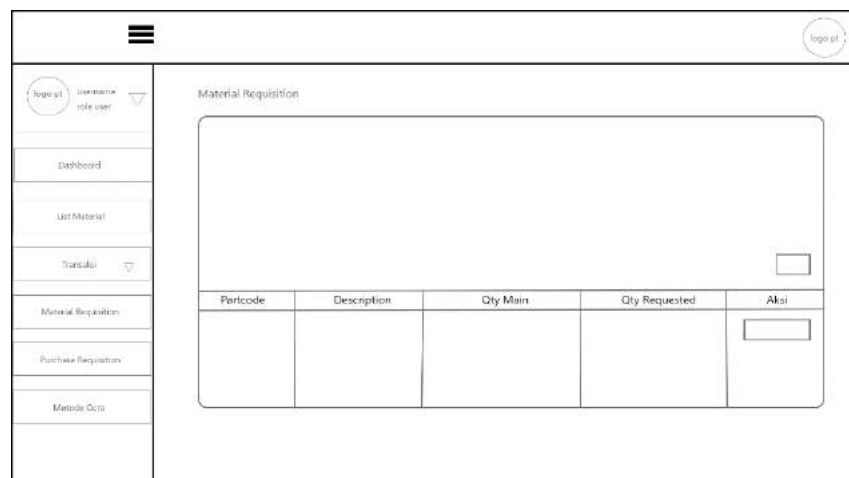 logo pt
logo pt
username
role user
Material Requisition
Dashboard
List Material
Transaksi
Material Requisition
Purchase Requisition
Metode Ocra
Partcode Description Qty Main Qty Requested Aksi